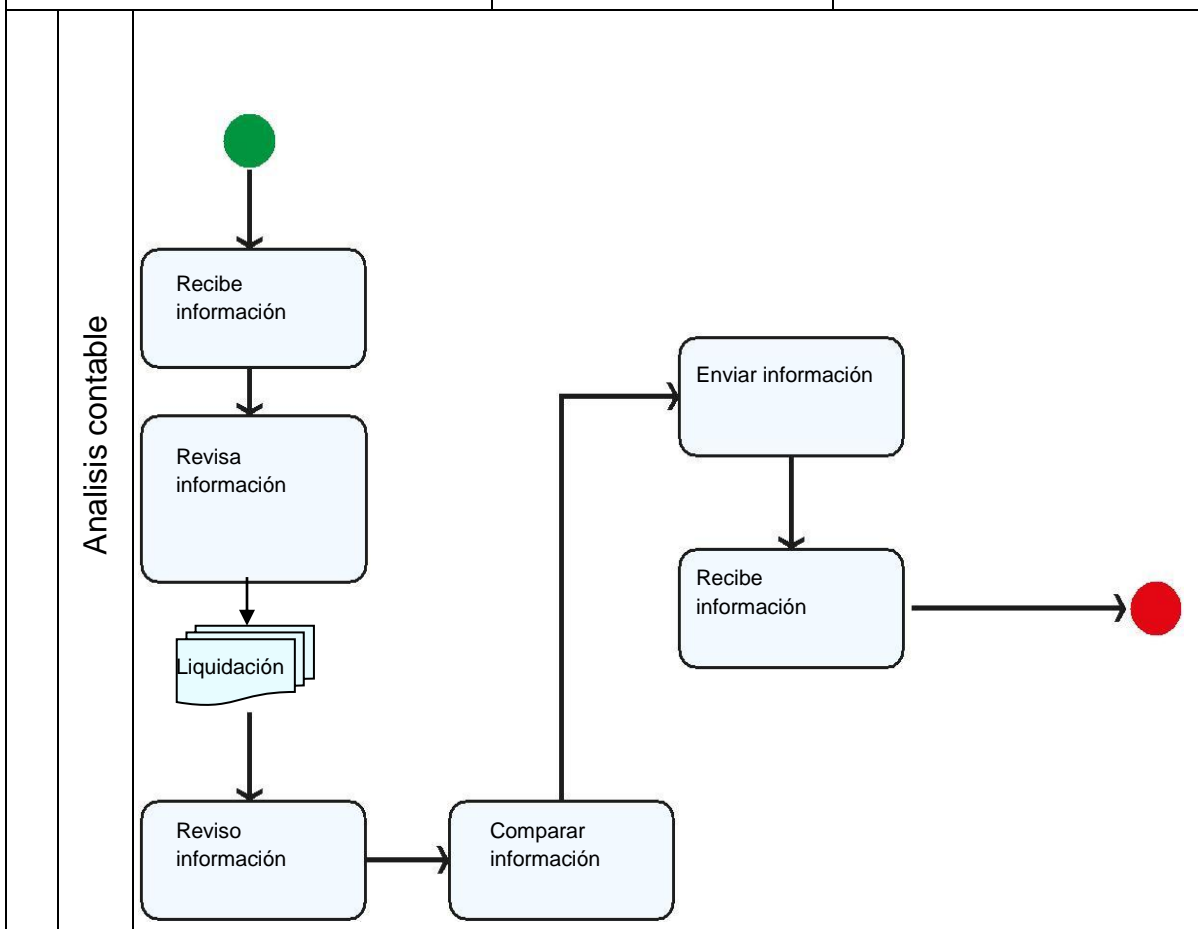 Analisis contable
Recibe
información
Revisa
información
Liquidación
Reviso
información
Comparar
información
Enviar información
Recibe
información